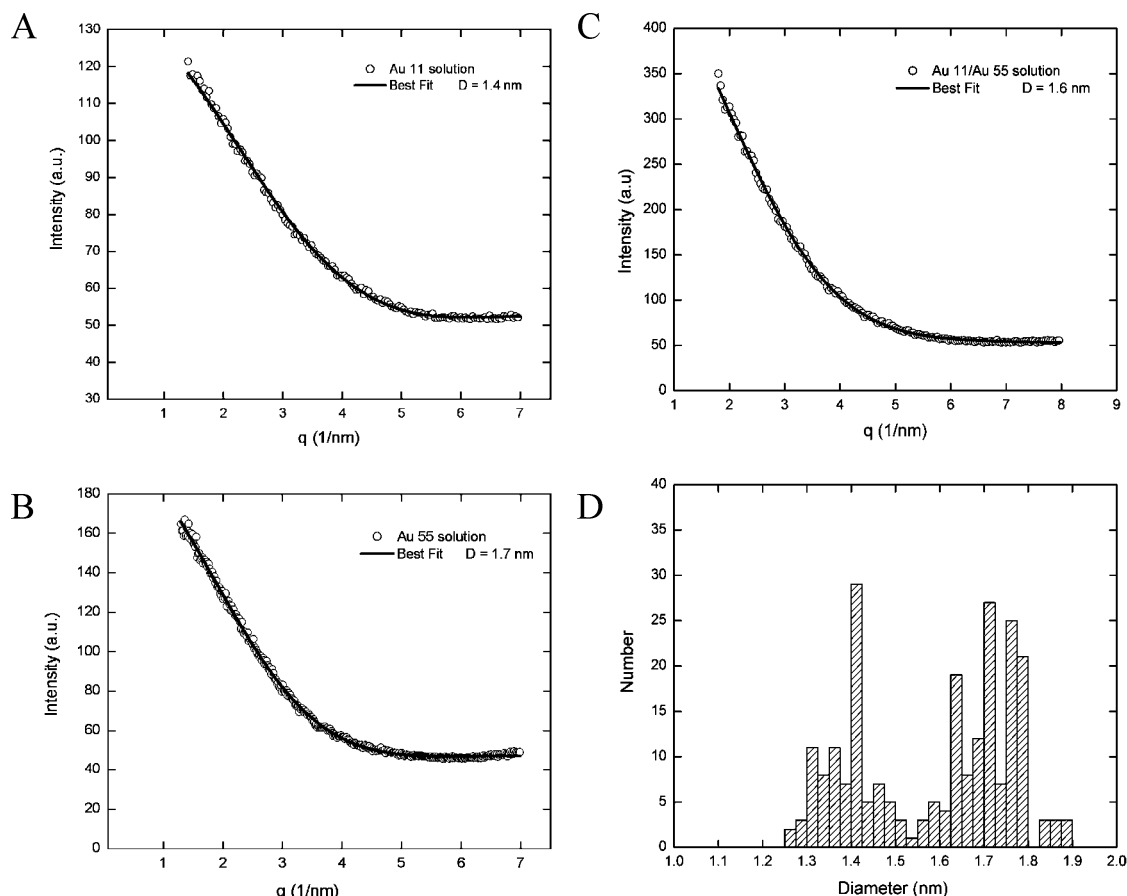 A
130
120
110
100
90
80
70
60
50
40
30
Intensity (a.u.)
Au 11 solution
Best Fit D = 1.4 nm
1 2 3 4 5 6 7
q (1/nm)
C
400
350
300
250
200
150
100
50
0
Intensity (a.u)
Au 11/Au 55 solution
Best Fit D = 1.6 nm
1 2 3 4 5 6 7 8 9
q (1/nm)
B
180
160
140
120
100
80
60
40
20
0
Intensity (a.u.)
Au 55 solution
Best Fit D = 1.7 nm
1 2 3 4 5 6 7
q (1/nm)
D
40
35
30
25
20
15
10
5
0
Number
1.0 1.1 1.2 1.3 1.4 1.5 1.6 1.7 1.8 1.9 2.0
Diameter (nm)